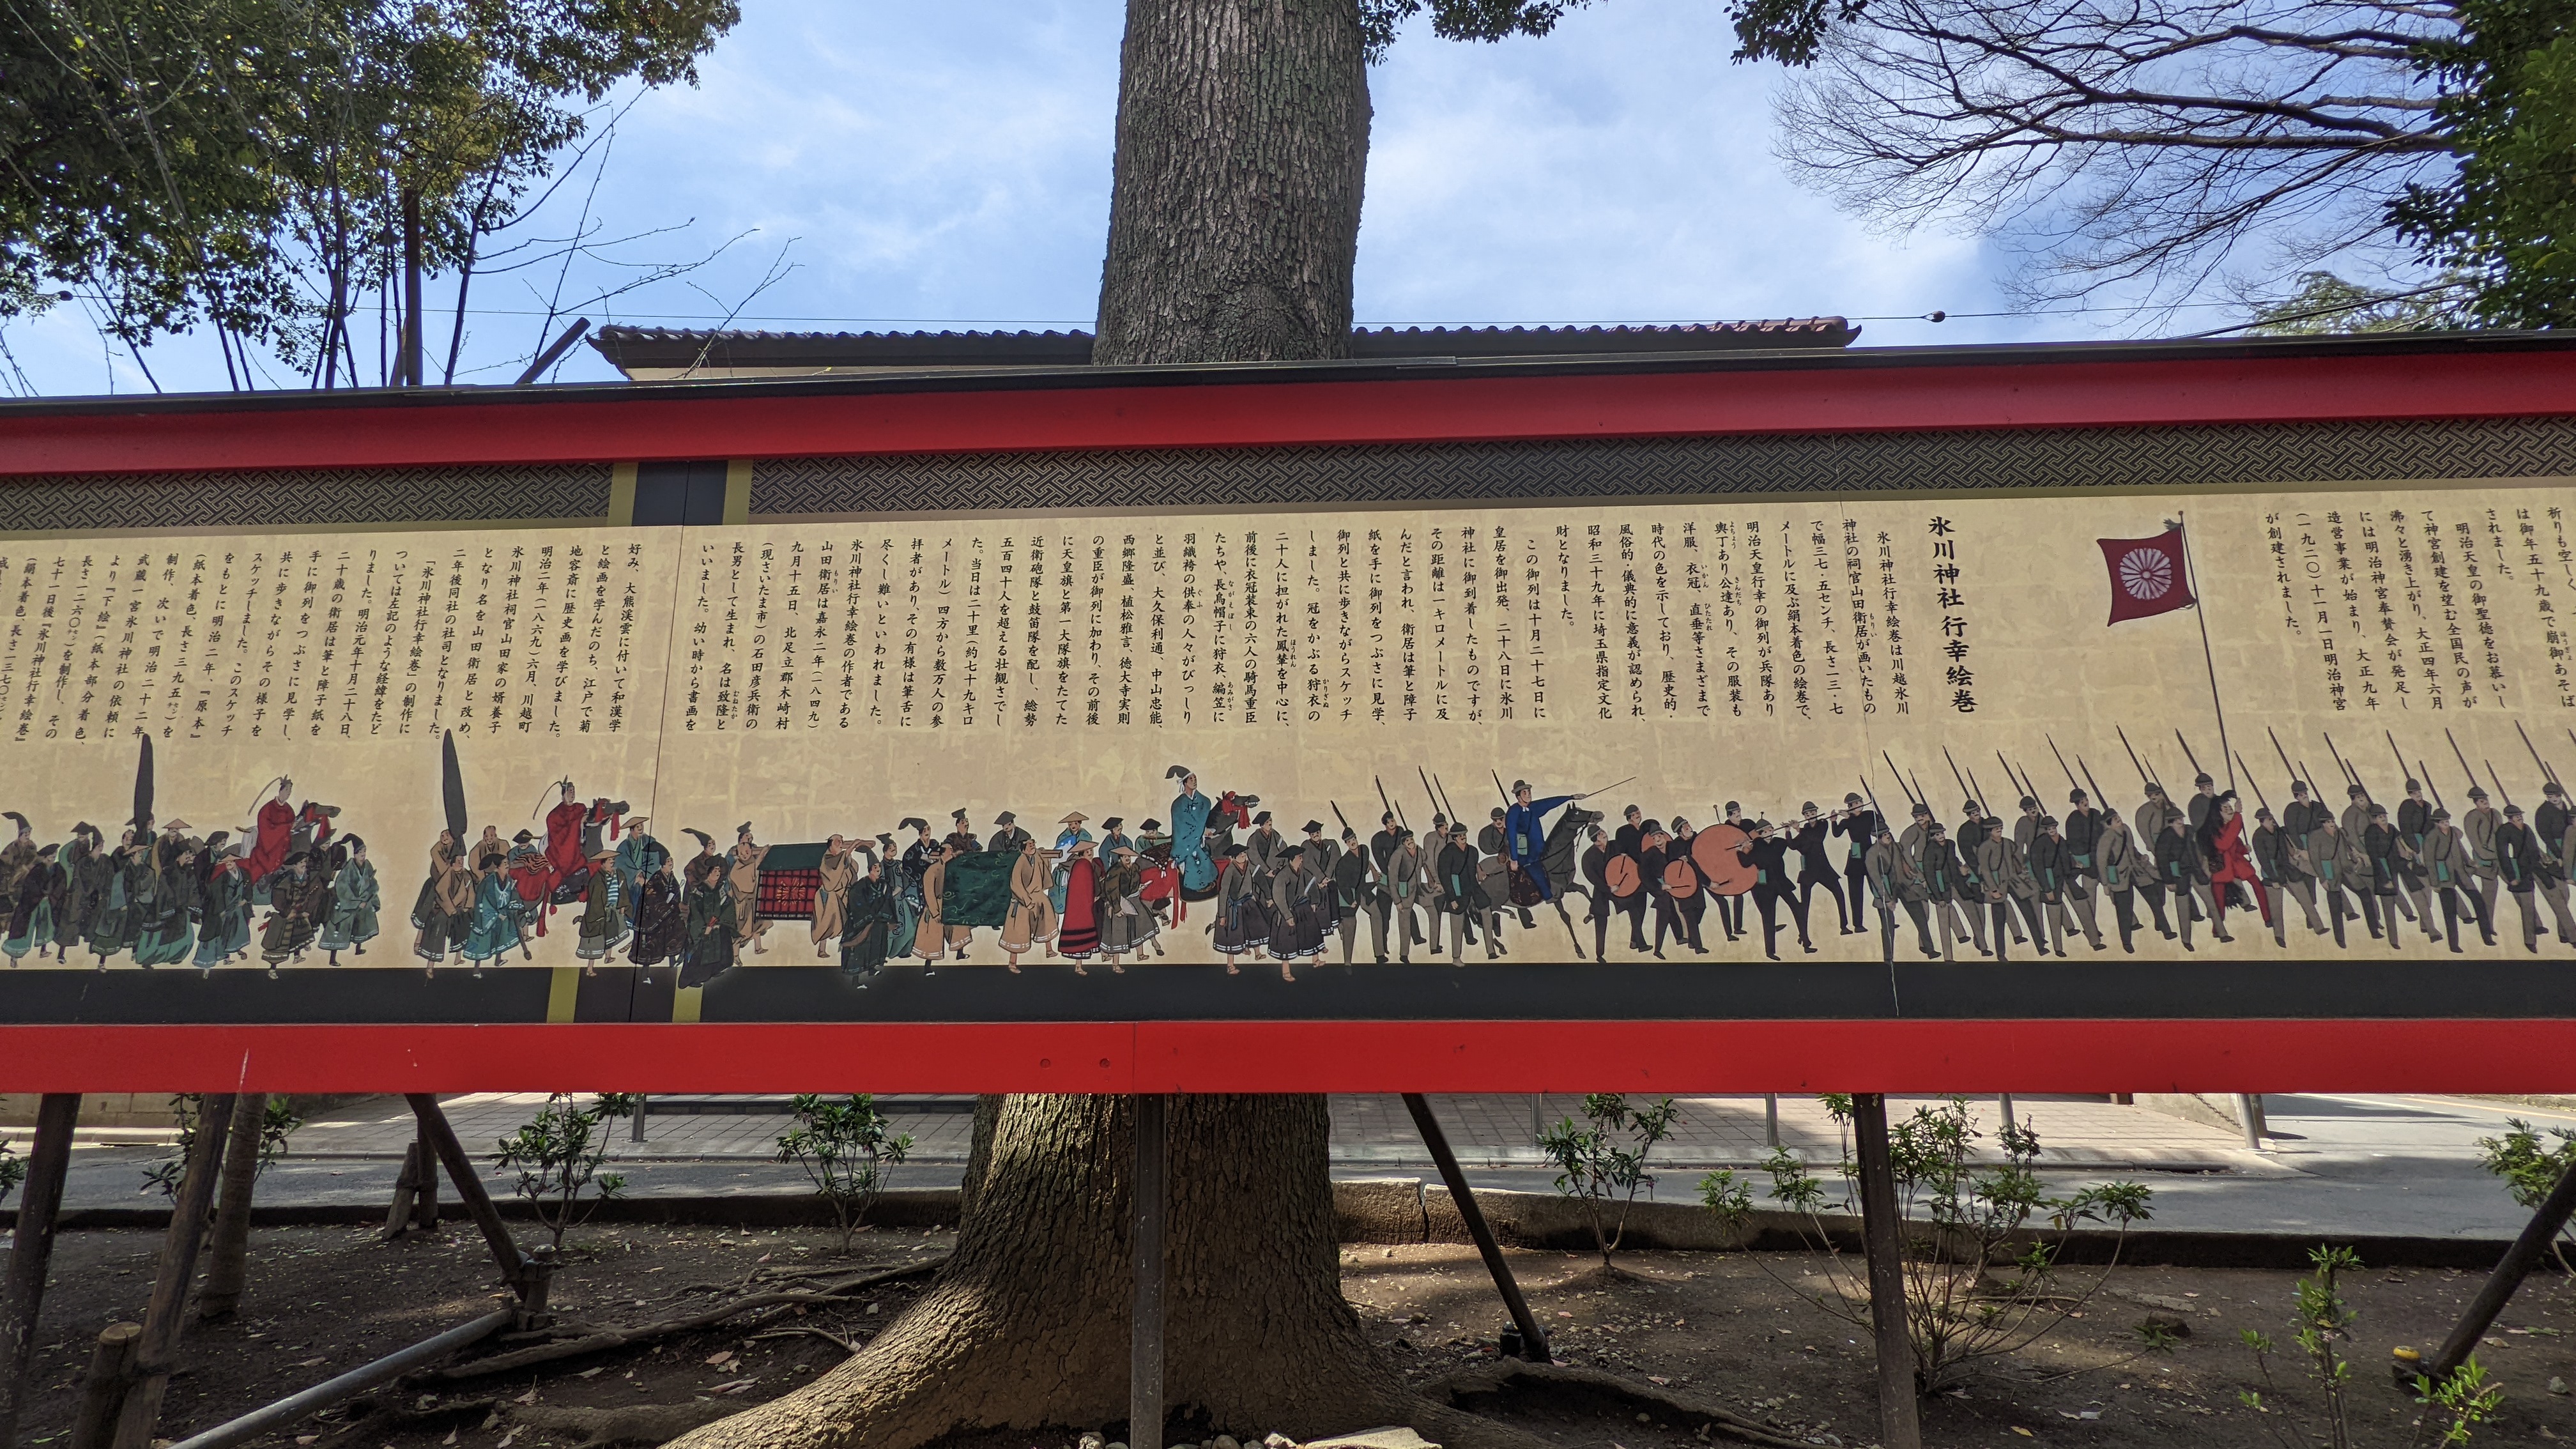 祈りも空しく
は御年五十九歳で崩御あそば
されました。
明治天皇の御聖徳をお慕いし
て神宮創建を望む全国民の声が
沸々と湧き上がり、大正四年六月
には明治神宮奉賛会が発足し
造営事業が始まり、大正九年
(一九二〇)十一月一日明治神宮
が創建されました。
氷川神社行幸絵巻
氷川神社行幸絵巻は川越氷川
神社の祠官山田衛居が画いたもの
で幅三七・五センチ、長さ一三・七
メートルに及ぶ絹本着色の絵巻で、
明治天皇行幸の御列が兵隊あり
輿丁あり公達あり、その服装も
洋服、衣冠、直垂等さまざまで
時代の色を示しており、歴史的・
風俗的・儀典的に意義が認められ、
昭和三十九年に埼玉県指定文化
財となりました。
この御列は十月二十七日に
皇居を御出発、二十八日に氷川
神社に御到着したものですが、
その距離は一キロメートルに及
んだと言われ、衛居は筆と障子
紙を手に御列をつぶさに見学、
御列と共に歩きながらスケッチ
しました。冠をかぶる狩衣の
二十人に担がれた鳳輦を中心に、
前後に衣冠装束の六人の騎馬重臣
たちや、長烏帽子に狩衣、編笠に
羽織袴の供奉の人々がびっしり
と並び、大久保利通、中山忠能、
西郷隆盛、植松雅言、徳大寺実則
の重臣が御列に加わり、その前後
に天皇旗と第一大隊旗をたてた
近衛砲隊と鼓笛隊を配し、総勢
五百四十人を超える壮観さでし
た。当日は二十里(約七十九キロ
メートル)四方から数万人の参
拝者があり、その有様は筆舌に
尽くし難いといわれました。
氷川神社行幸絵巻の作者である
山田衛居は嘉永二年(一八四九)
九月十五日、北足立郡木崎村
(現さいたま市)の石田彦兵衛の
長男として生まれ、名は致隆と
いいました。幼い時から書画を
好み、大熊渓雲に付いて和漢学
と絵画を学んだのち、江戸で菊
地容斎に歴史画を学びました。
明治二年(一八六九)六月、川越町
氷川神社祠官山田家の婿養子
となり名を山田衛居と改め、
二年後同社の社司となりました。
「氷川神社行幸絵巻」の制作に
ついては左記のような経緯をたど
りました。明治元年十月二十八日、
二十歳の衛居は筆と障子紙を
手に御列をつぶさに見学し、
共に歩きながらその様子を
スケッチしました。このスケッチ
をもとに明治二年、『原本』
(紙本着色、長さ三九五㌢)を
制作、次いで明治二十二年
武蔵一宮氷川神社の依頼に
より『下絵』(紙本部分着色、
長さ一二六〇㌢)を制作し、その
七十一日後『氷川神社行幸絵巻』
(絹本着色、長さ一三七〇㌢)